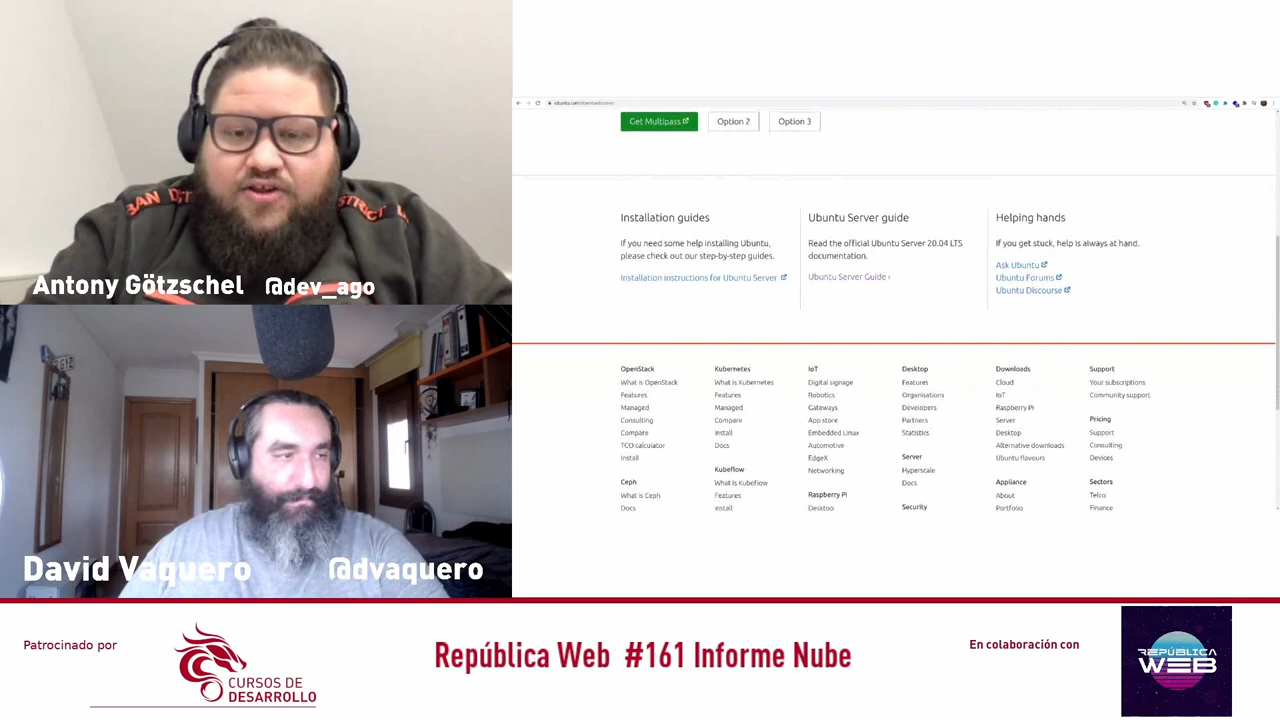 BAN DIST
STRICT
Antony Götzschel @dev_ago
David Vaquero @dvaquero
Get Multipass
Option 2
Option 3
Installation guides
If you need some help installing Ubuntu,
please check out our step-by-step guides.
Installation instructions for Ubuntu Server
Ubuntu Server guide
Read the official Ubuntu Server 20.04 LTS
documentation.
Ubuntu Server Guide ›
Helping hands
If you get stuck, help is always at hand.
Ask Ubuntu
Ubuntu Forums
Ubuntu Discourse
OpenStack
What is OpenStack
Features
Managed
Consulting
Compare
TCO calculator
Install
Ceph
What is Ceph
Docs
Kubernetes
What is Kubernetes
Features
Managed
Compare
Install
Docs
Kubeflow
What is Kubeflow
Features
Install
IoT
Digital signage
Robotics
Gateways
App store
Embedded Linux
Automotive
EdgeX
Networking
Raspberry Pi
Desktop
Desktop
Features
Organisations
Developers
Partners
Statistics
Server
Hyperscale
Docs
Security
Downloads
Cloud
IoT
Raspberry Pi
Server
Desktop
Alternative downloads
Ubuntu flavours
Appliance
About
Portfolio
Support
Your subscriptions
Community support
Pricing
Support
Consulting
Devices
Sectors
Telco
Finance
Patrocinado por
CURSOS DE
DESARROLLO
República Web #161 Informe Nube
En colaboración con
REPÚBLICA
WEB